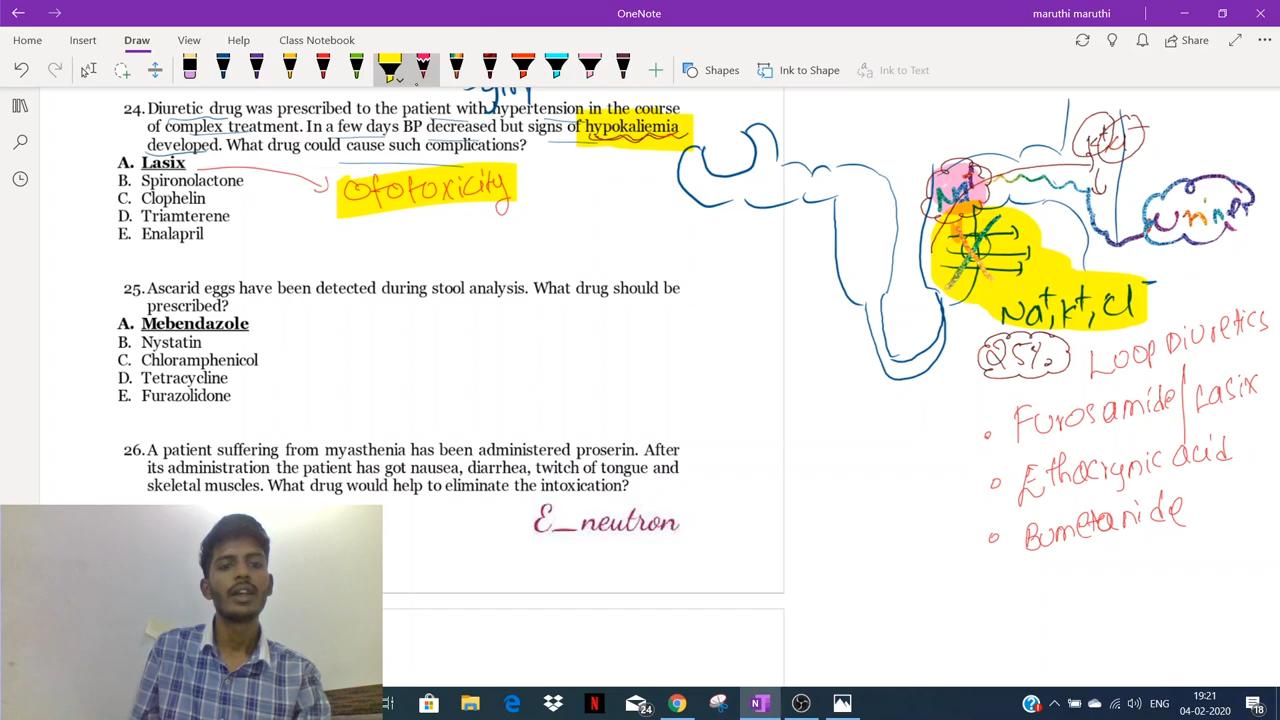 OneNote
maruthi maruthi
Home Insert Draw View Help Class Notebook
Share
Shapes
Ink to Shape
Ink to Text
24. Diuretic drug was prescribed to the patient with hypertension in the course
of complex treatment. In a few days BP decreased but signs of hypokaliemia
developed. What drug could cause such complications?
A. Lasix
B. Spironolactone
C. Clophelin
D. Triamterene
E. Enalapril
Ototoxicity
25. Ascarid eggs have been detected during stool analysis. What drug should be
prescribed?
A. Mebendazole
B. Nystatin
C. Chloramphenicol
D. Tetracycline
E. Furazolidone
26. A patient suffering from myasthenia has been administered proserin. After
its administration the patient has got nausea, diarrhea, twitch of tongue and
skeletal muscles. What drug would help to eliminate the intoxication?
E_neutron
Urine
Na+, K+, Cl-
25%
Loop Diuretics
Furosamide / Lasix
Ethacrynic acid
Bumetanide
24
ENG
19:21
04-02-2020
18